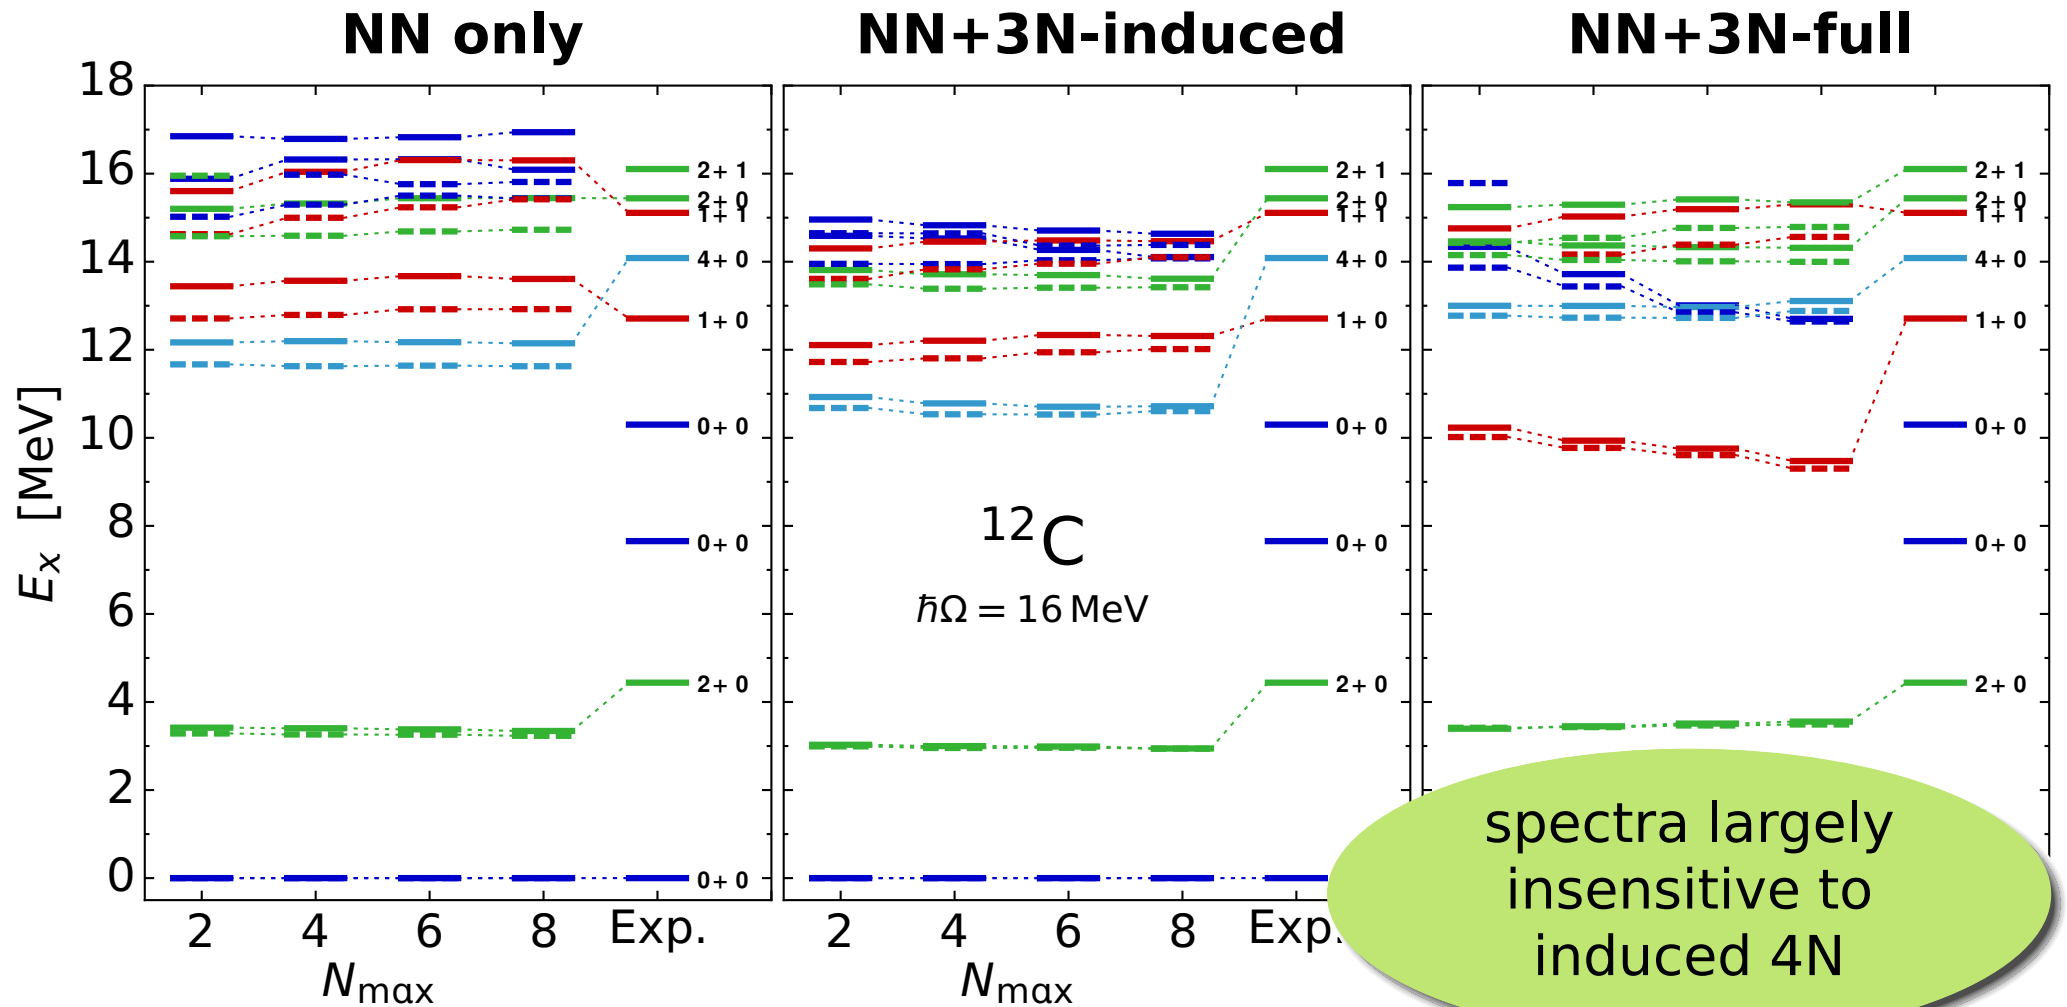 NN only
NN+3N-induced
NN+3N-full
Eₓ [MeV]
18
16
14
12
10
8
6
4
2
0
2+ 1
2+ 0
1+ 1
4+ 0
1+ 0
0+ 0
0+ 0
2+ 0
0+ 0
2 4 6 8 Exp.
Nmax
2+ 1
2+ 0
1+ 1
4+ 0
1+ 0
0+ 0
0+ 0
2+ 0
¹²C
ℏΩ = 16 MeV
2 4 6 8 Exp.
Nmax
2+ 1
2+ 0
1+ 1
4+ 0
1+ 0
0+ 0
0+ 0
2+ 0
spectra largely
insensitive to
induced 4N